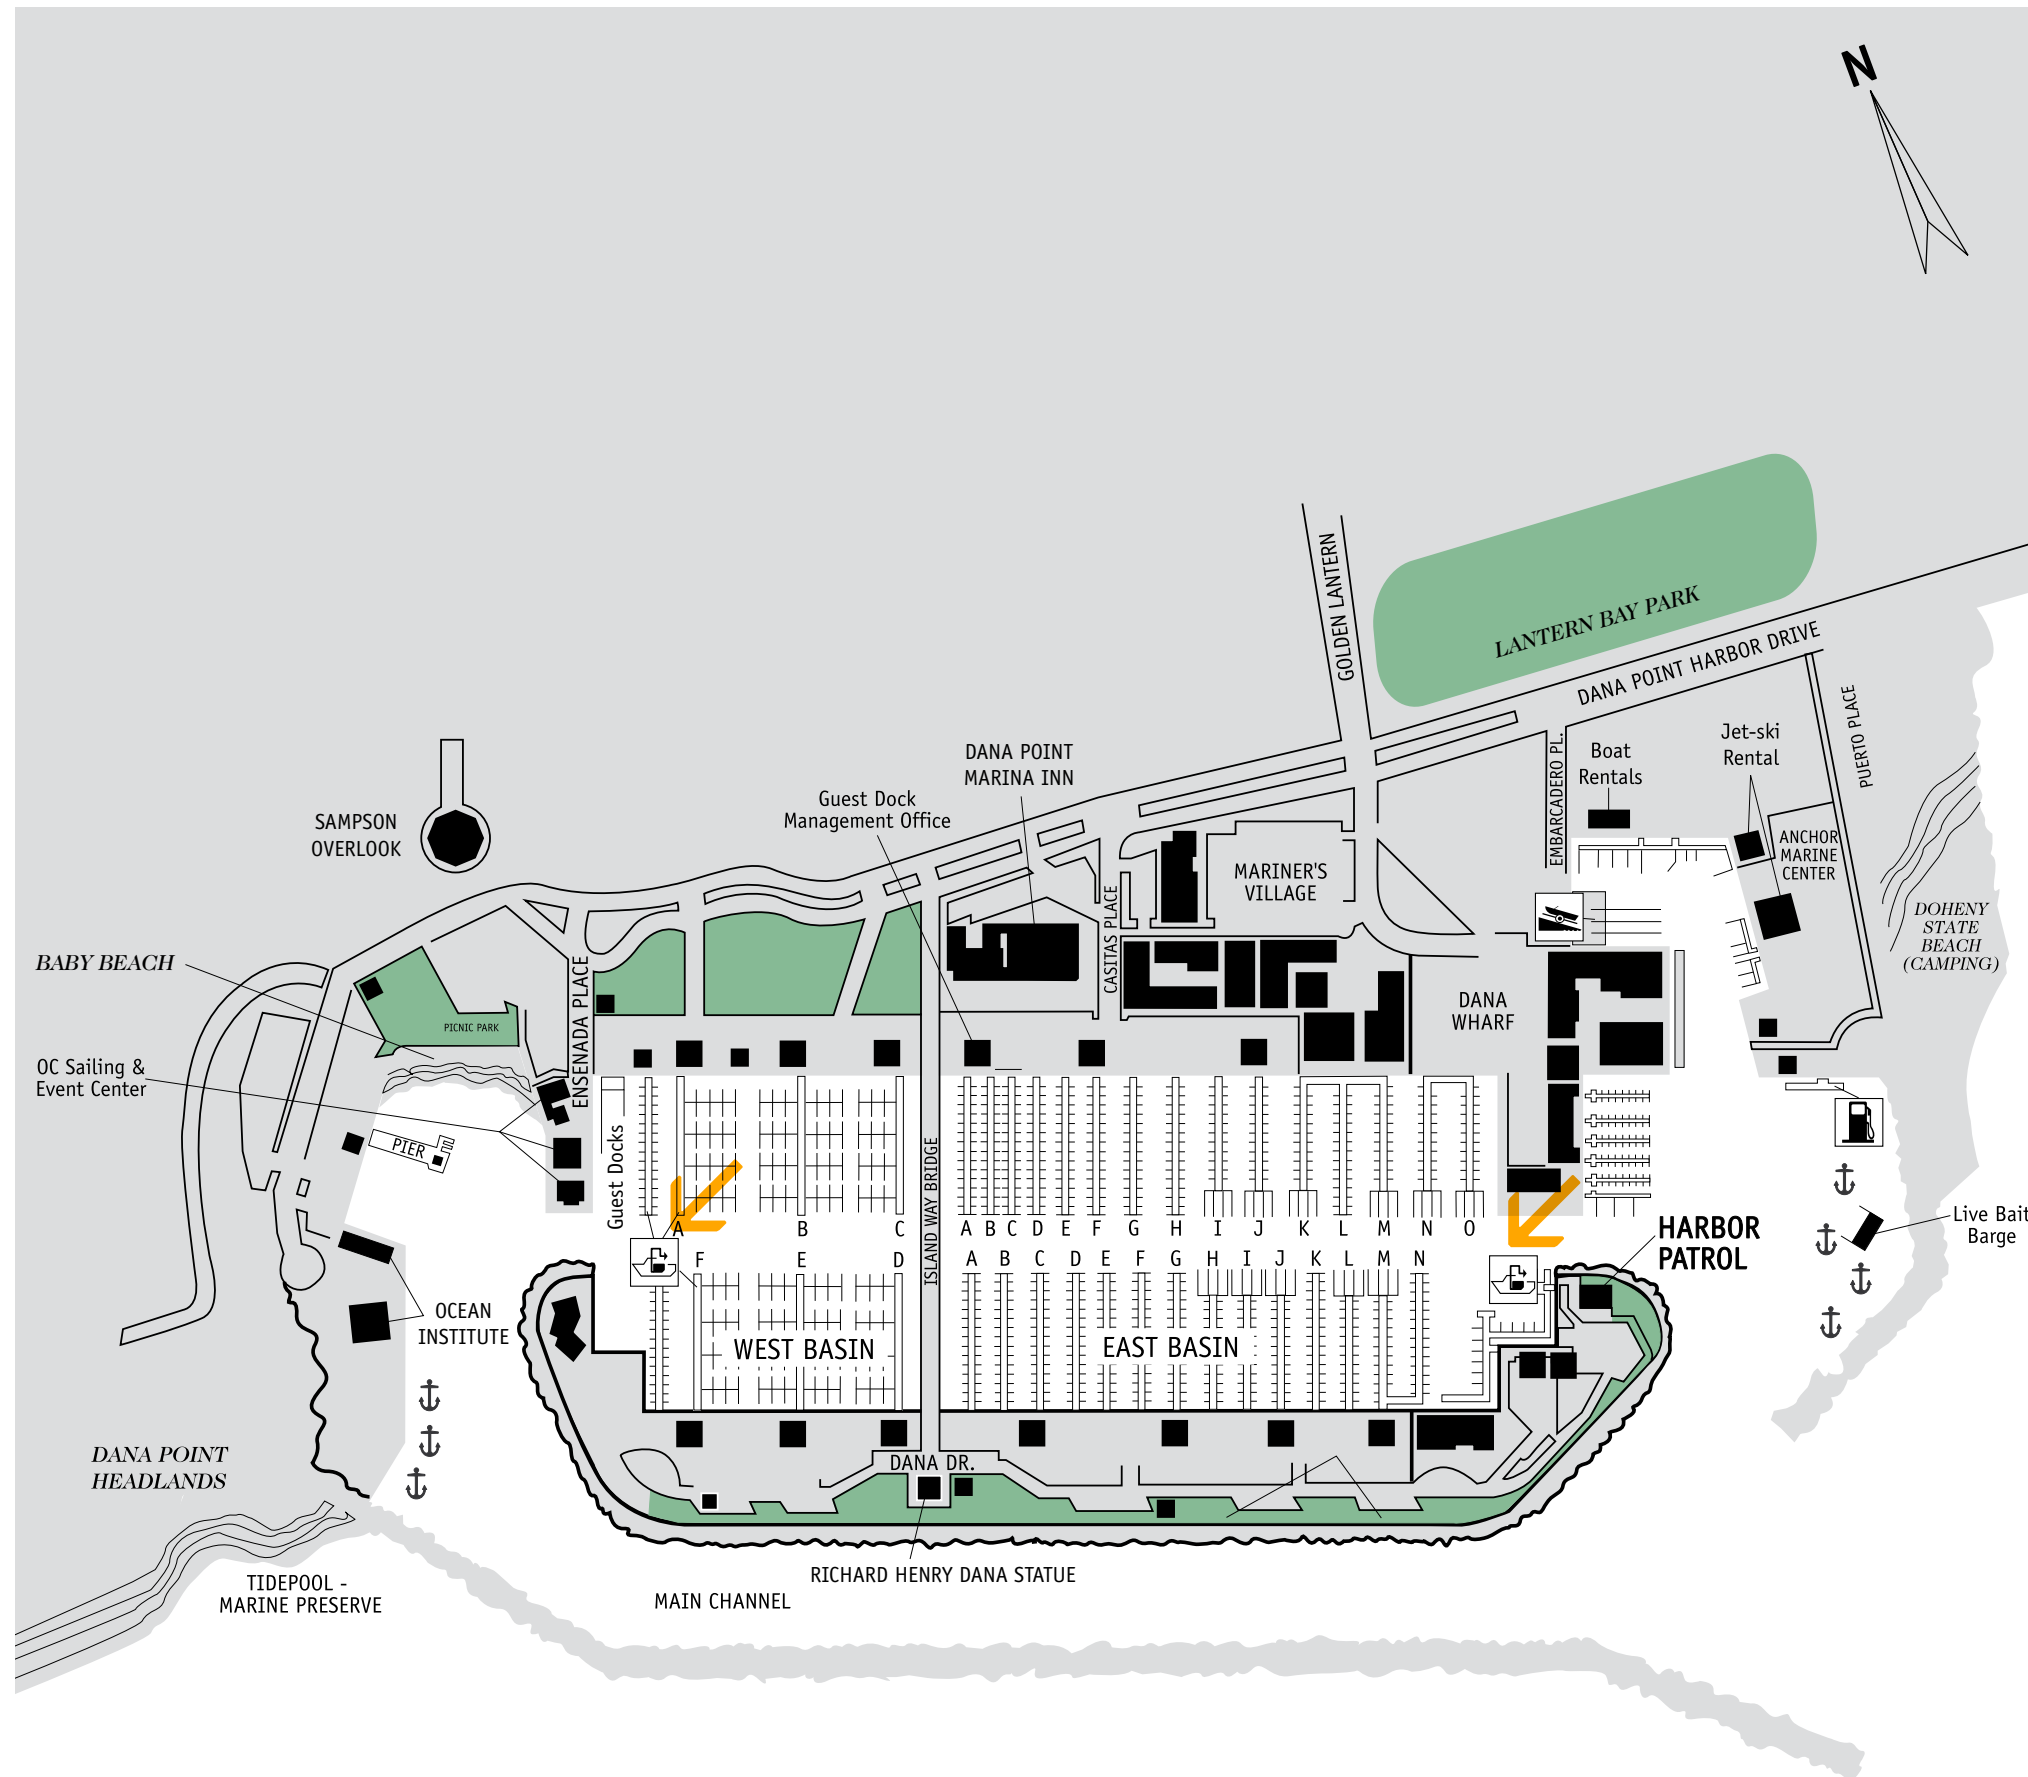 N
GOLDEN LANTERN
LANTERN BAY PARK
DANA POINT HARBOR DRIVE
PUERTO PLACE
EMBARCADERO PL.
Boat
Rentals
Jet-ski
Rental
DANA POINT
MARINA INN
Guest Dock
Management Office
SAMPSON
OVERLOOK
MARINER'S
VILLAGE
ANCHOR
MARINE
CENTER
CASITAS PLACE
DOHENY
STATE
BEACH
(CAMPING)
BABY BEACH
ENSENADA PLACE
DANA
WHARF
PICNIC PARK
OC Sailing &
Event Center
PIER
Guest Docks
ISLAND WAY BRIDGE
A B C A B C D E F G H I J K L M N O
F E D A B C D E F G H I J K L M N
HARBOR
PATROL
Live Bait
Barge
OCEAN
INSTITUTE
WEST BASIN
EAST BASIN
DANA POINT
HEADLANDS
DANA DR.
RICHARD HENRY DANA STATUE
TIDEPOOL -
MARINE PRESERVE
MAIN CHANNEL